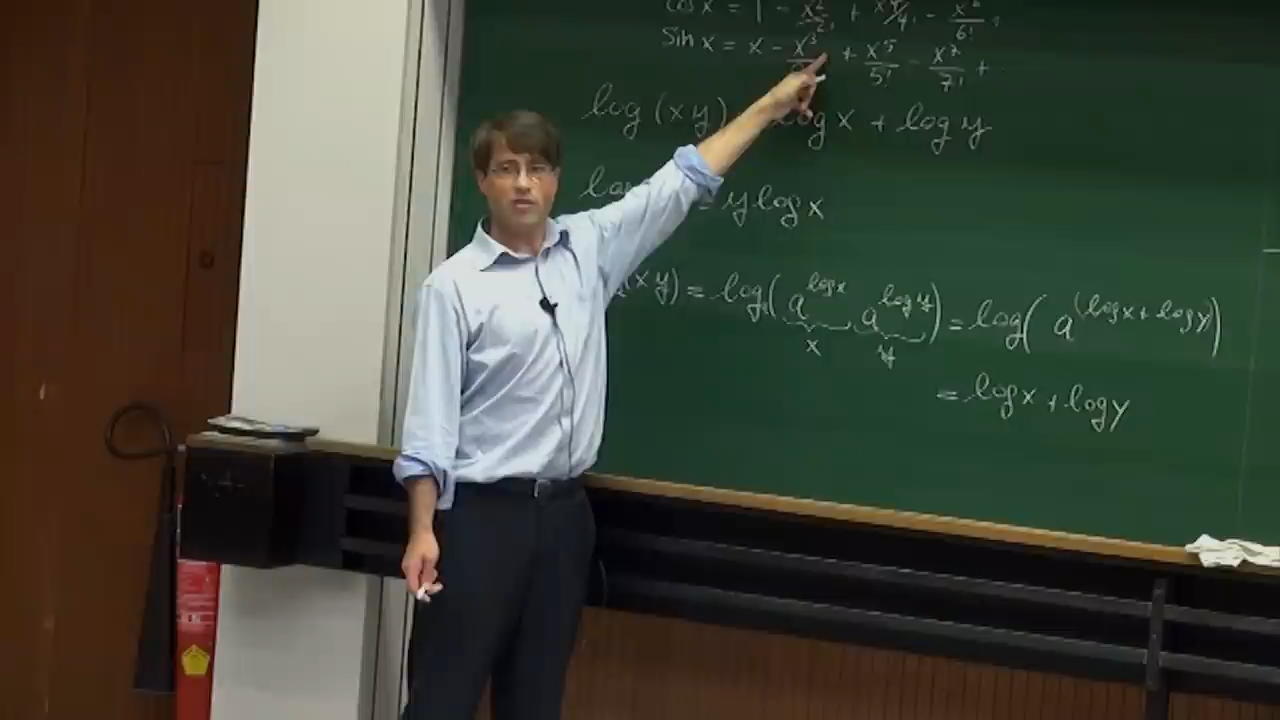 cos x = 1 - x²/2! + x⁴/4! - x⁶/6! +
Sin x = x - x³ + x⁵/5! - x⁷/7! +
log (xy) log x + log y
= y log x
(xy) = log( a^(log x) a^(log y) ) = log( a^(log x + log y) )
x y
= log x + log y